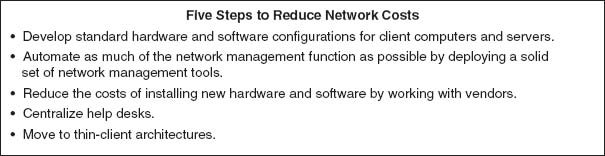 Five Steps to Reduce Network Costs
• Develop standard hardware and software configurations for client computers and servers.
• Automate as much of the network management function as possible by deploying a solid
set of network management tools.
• Reduce the costs of installing new hardware and software by working with vendors.
• Centralize help desks.
• Move to thin-client architectures.